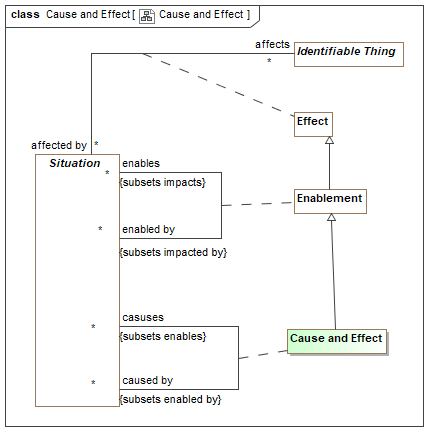 class Cause and Effect [ Cause and Effect ]
affects
* Identifiable Thing
Effect
affected by *
Situation
enables
*
{subsets impacts}
Enablement
* enabled by
{subsets impacted by}
casuses
*
{subsets enables}
Cause and Effect
caused by
*
{subsets enabled by}